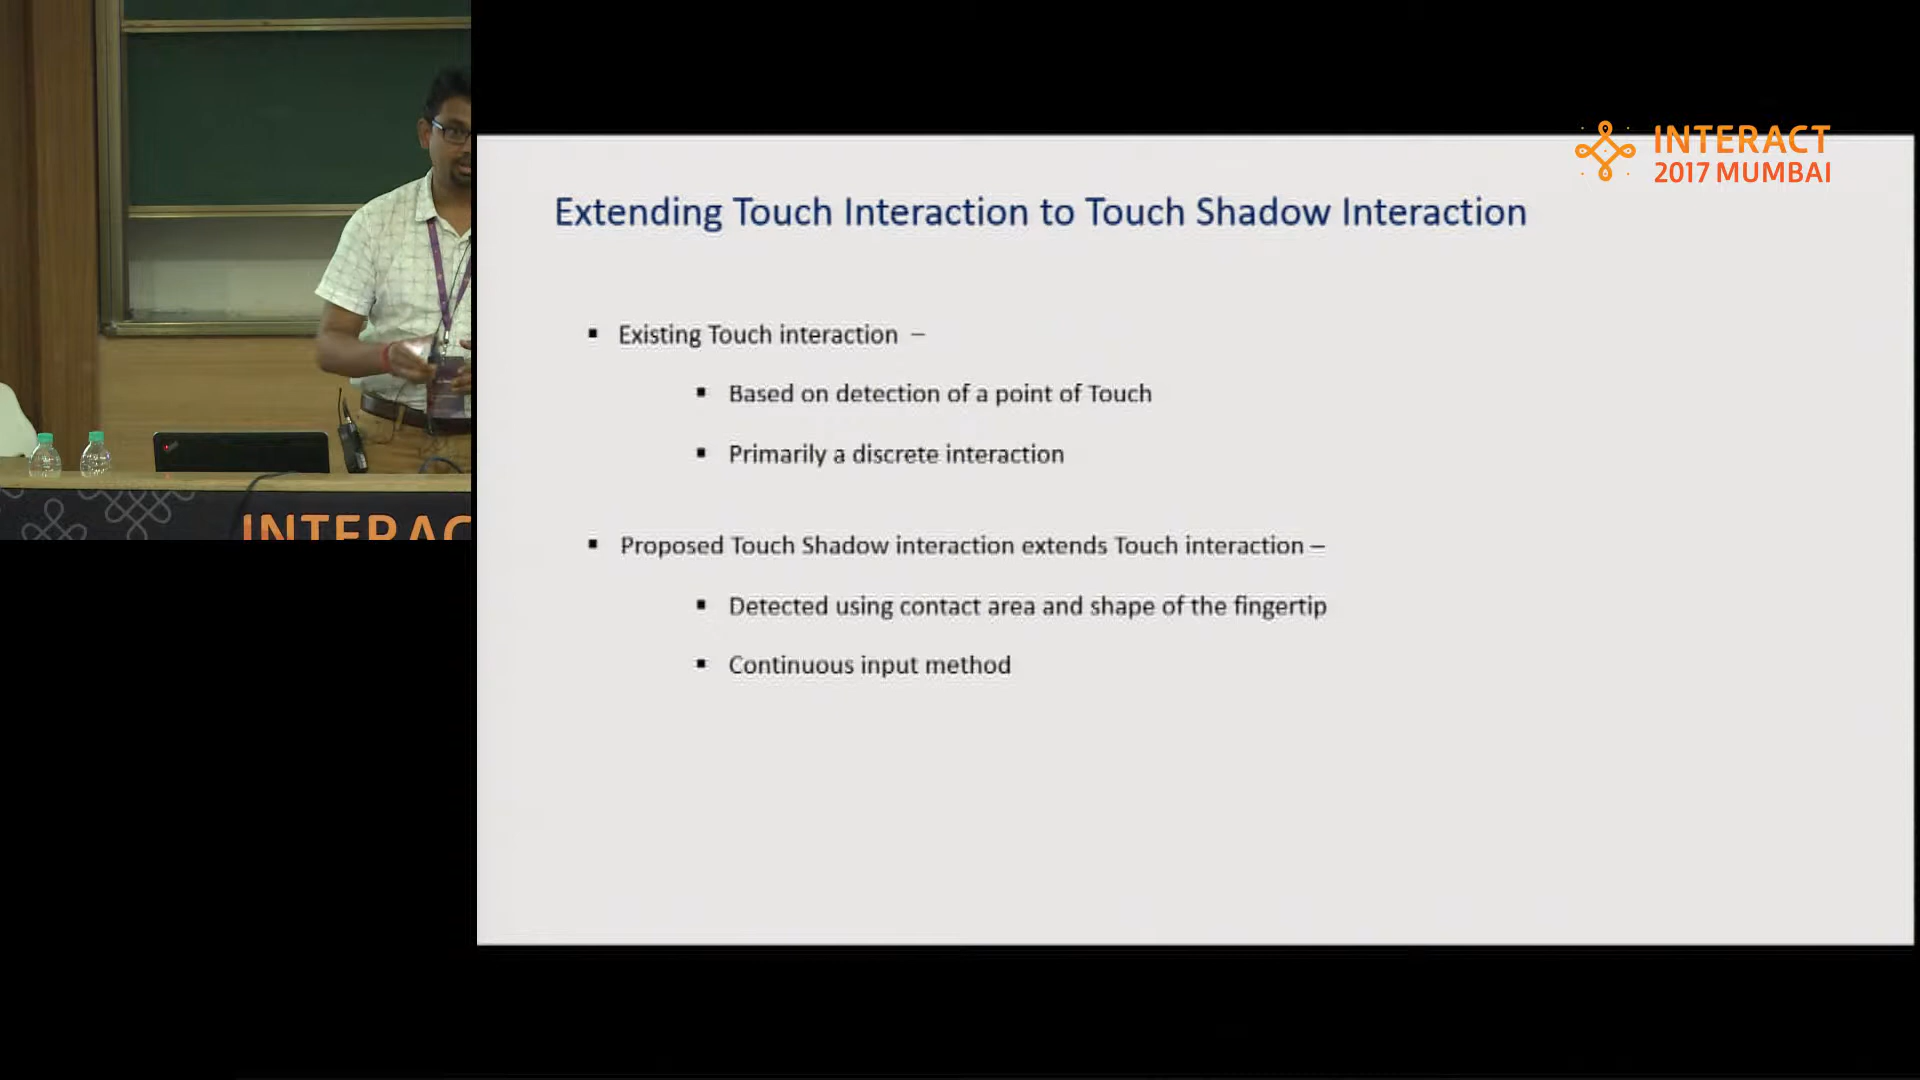 INTERACT
2017 MUMBAI
Extending Touch Interaction to Touch Shadow Interaction
▪ Existing Touch interaction –
▪ Based on detection of a point of Touch
▪ Primarily a discrete interaction
▪ Proposed Touch Shadow interaction extends Touch interaction –
▪ Detected using contact area and shape of the fingertip
▪ Continuous input method
INTERAC